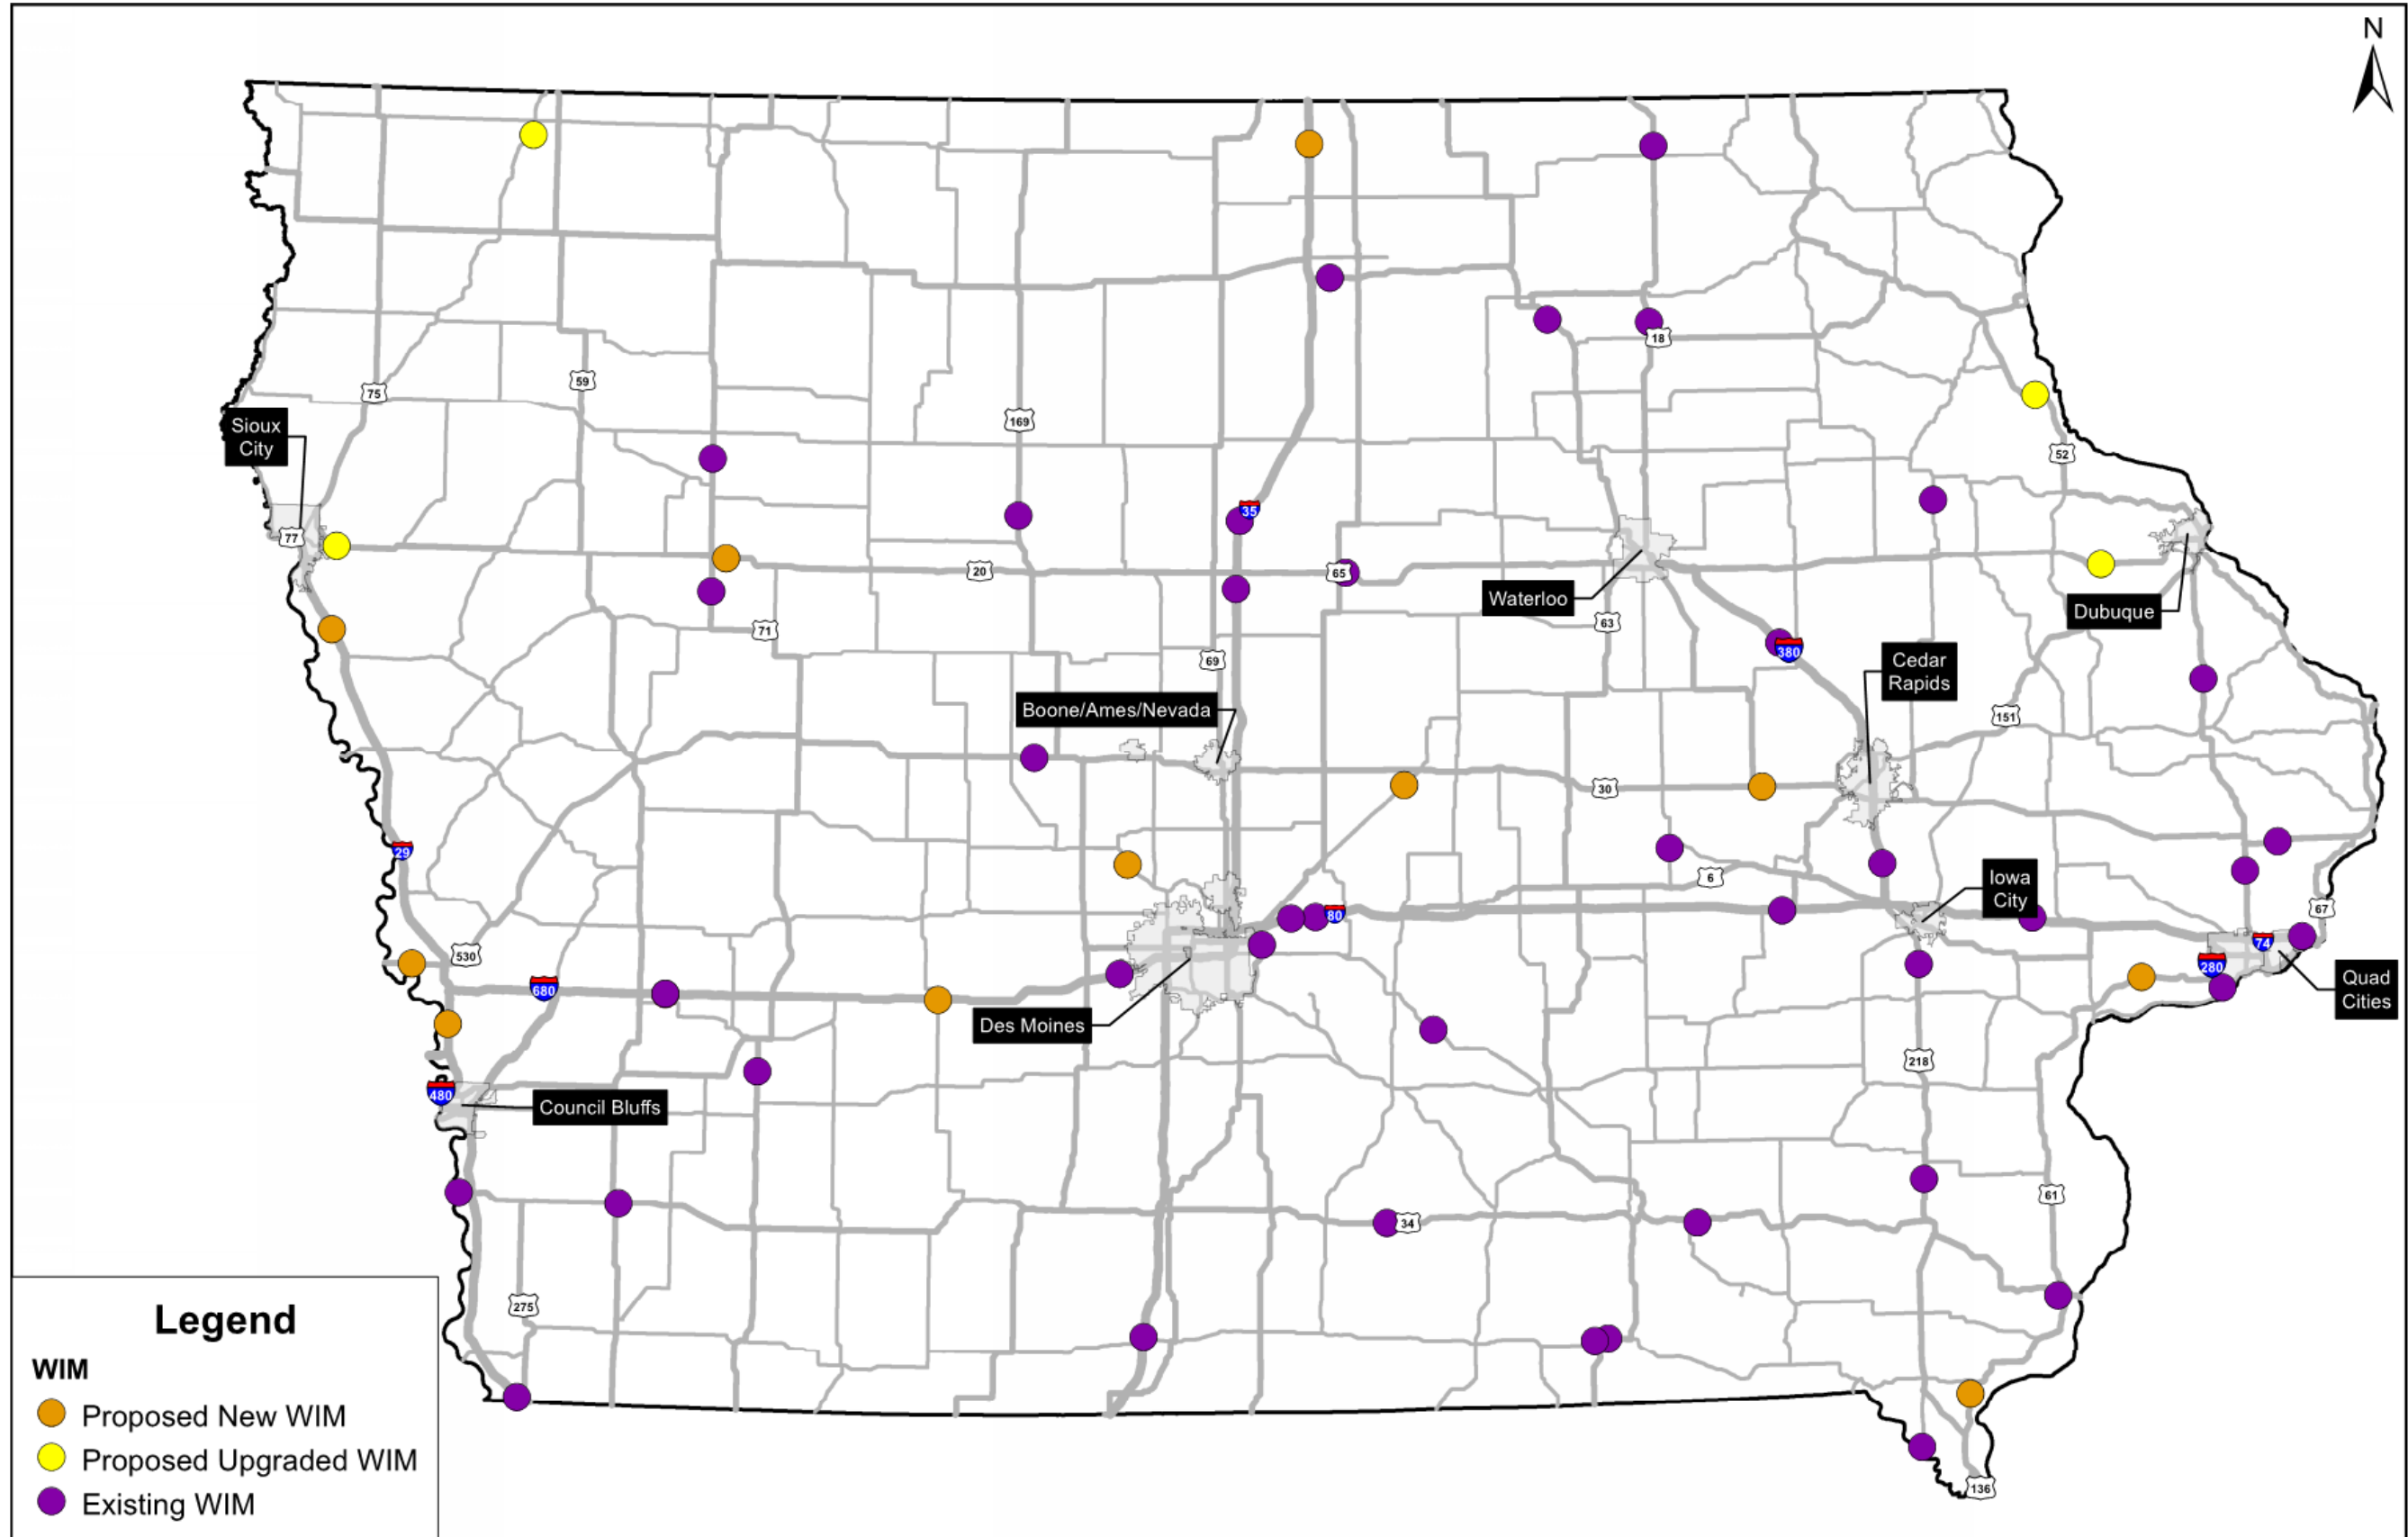 N
18
75
59
169
Sioux
City
52
35
77
20
65
Waterloo
Dubuque
63
71
380
69
Cedar
Rapids
Boone/Ames/Nevada
151
30
29
6
Iowa
City
80
67
530
74
280
680
Quad
Cities
Des Moines
218
480
Council Bluffs
61
34
275
136
Legend
WIM
Proposed New WIM
Proposed Upgraded WIM
Existing WIM